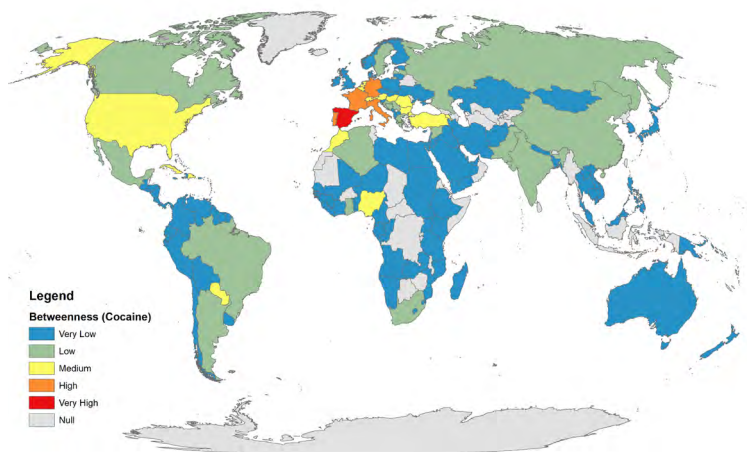 Legend
Betweenness (Cocaine)
Very Low
Low
Medium
High
Very High
Null